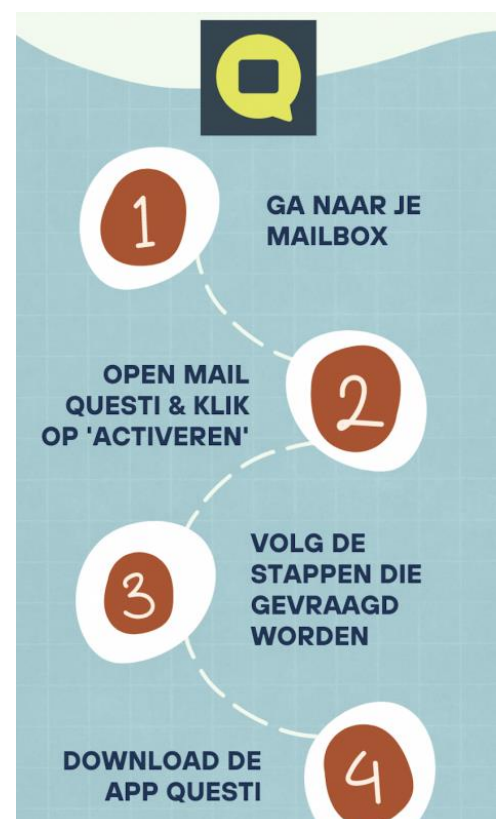 1
GA NAAR JE
MAILBOX
2
OPEN MAIL
QUESTI & KLIK
OP 'ACTIVEREN'
3
VOLG DE
STAPPEN DIE
GEVRAAGD
WORDEN
4
DOWNLOAD DE
APP QUESTI